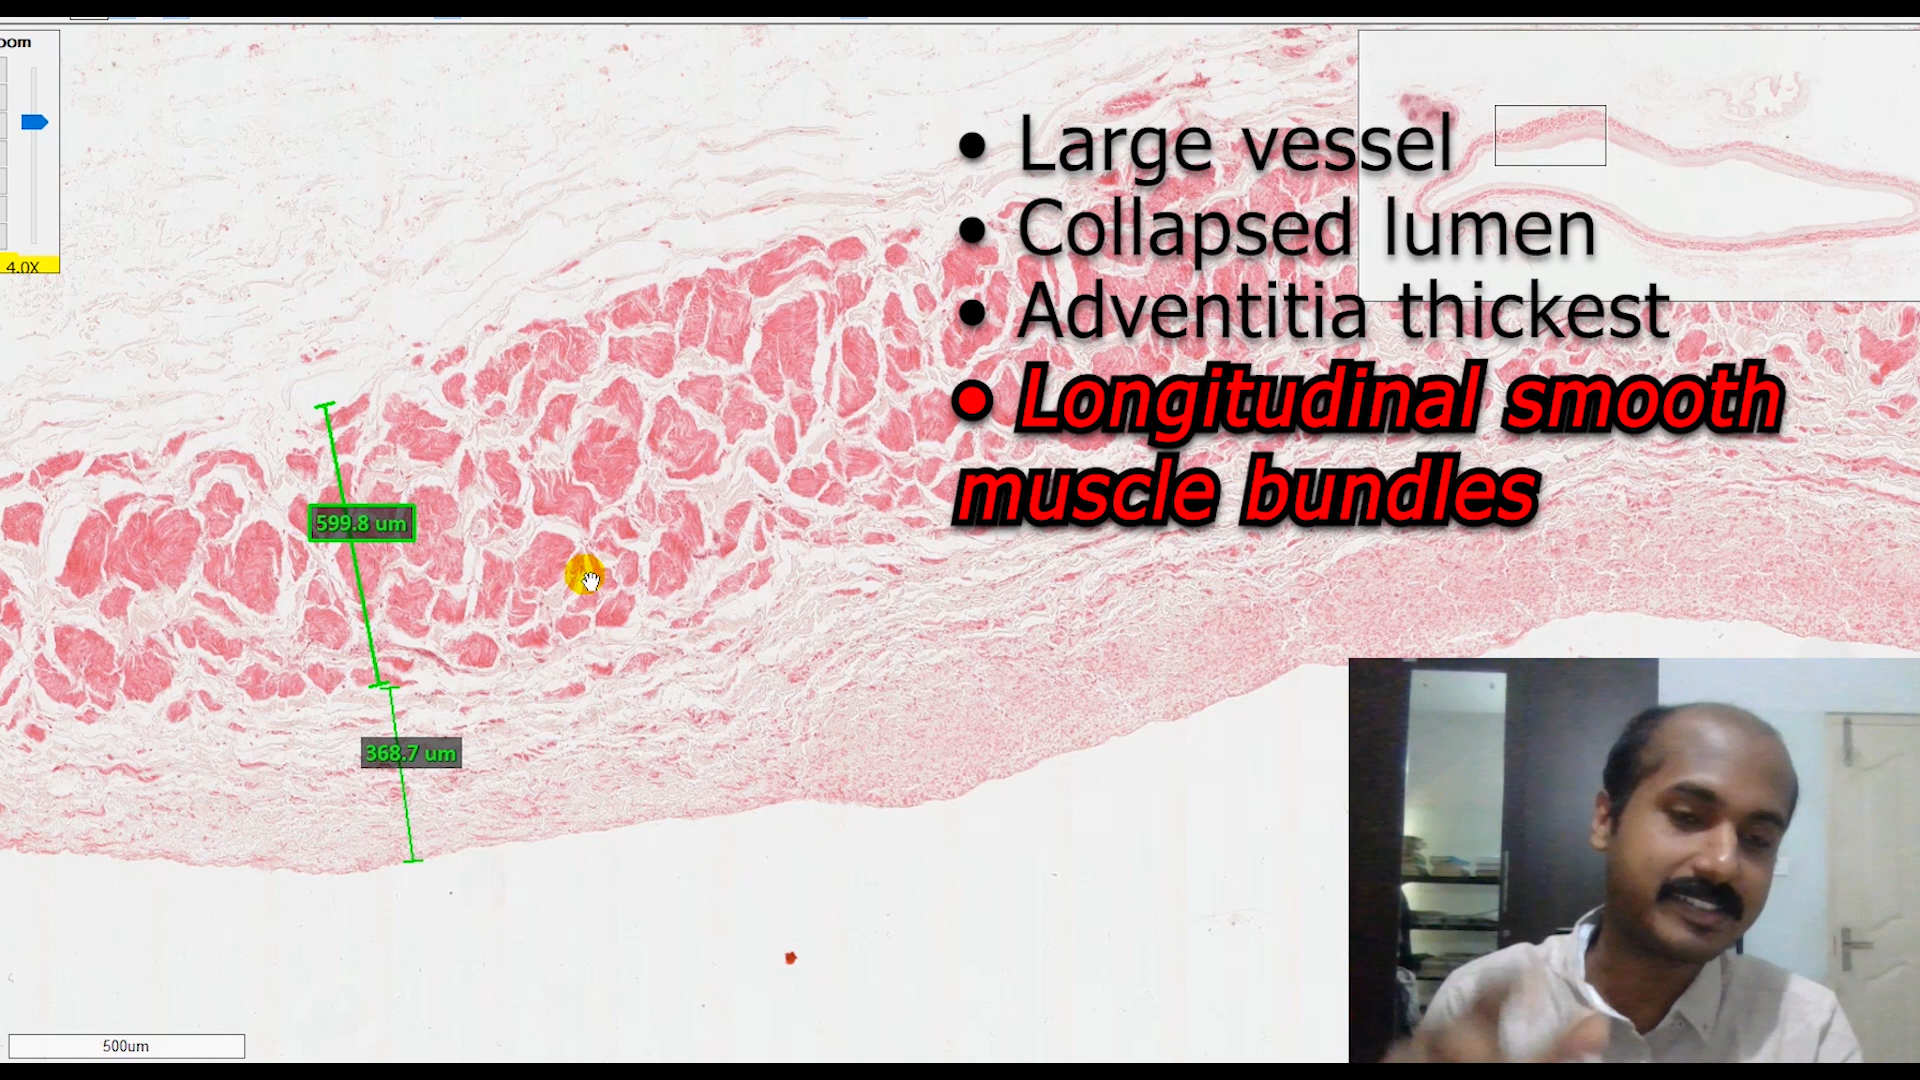 oom
4.0X
• Large vessel
• Collapsed lumen
• Adventitia thickest
• Longitudinal smooth
muscle bundles
599.8 um
368.7 um
500um